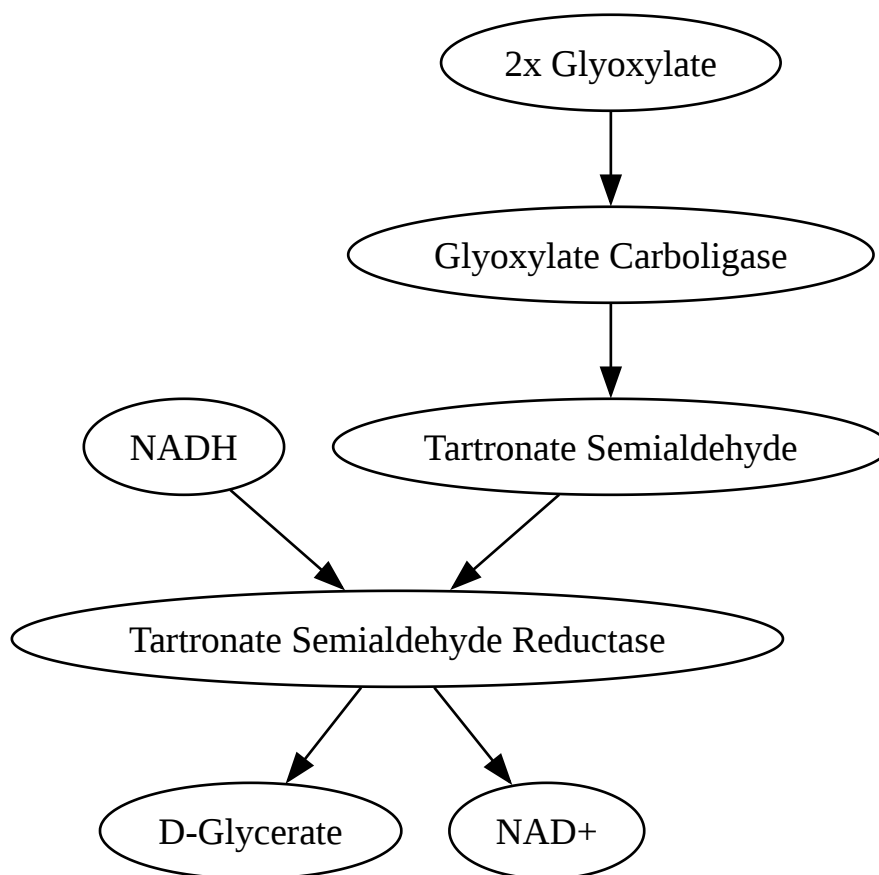 2x Glyoxylate
Glyoxylate Carboligase
NADH
Tartronate Semialdehyde
Tartronate Semialdehyde Reductase
D-Glycerate
NAD+